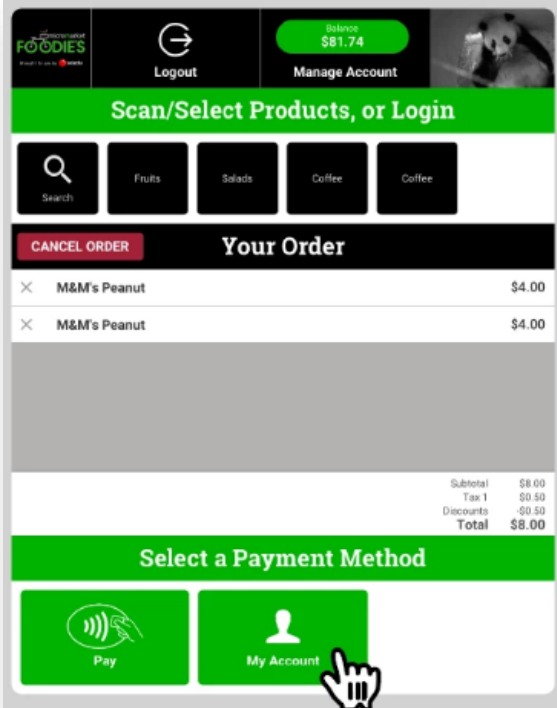 micromarket
FOODIE'S
Logout
Balance
$81.74
Manage Account
Scan/Select Products, or Login
Search
Fruits
Salads
Coffee
Coffee
CANCEL ORDER
Your Order
M&M's Peanut $4.00
M&M's Peanut $4.00
Subtotal $8.00
Tax 1 $0.50
Discounts -$0.50
Total $8.00
Select a Payment Method
Pay
My Account